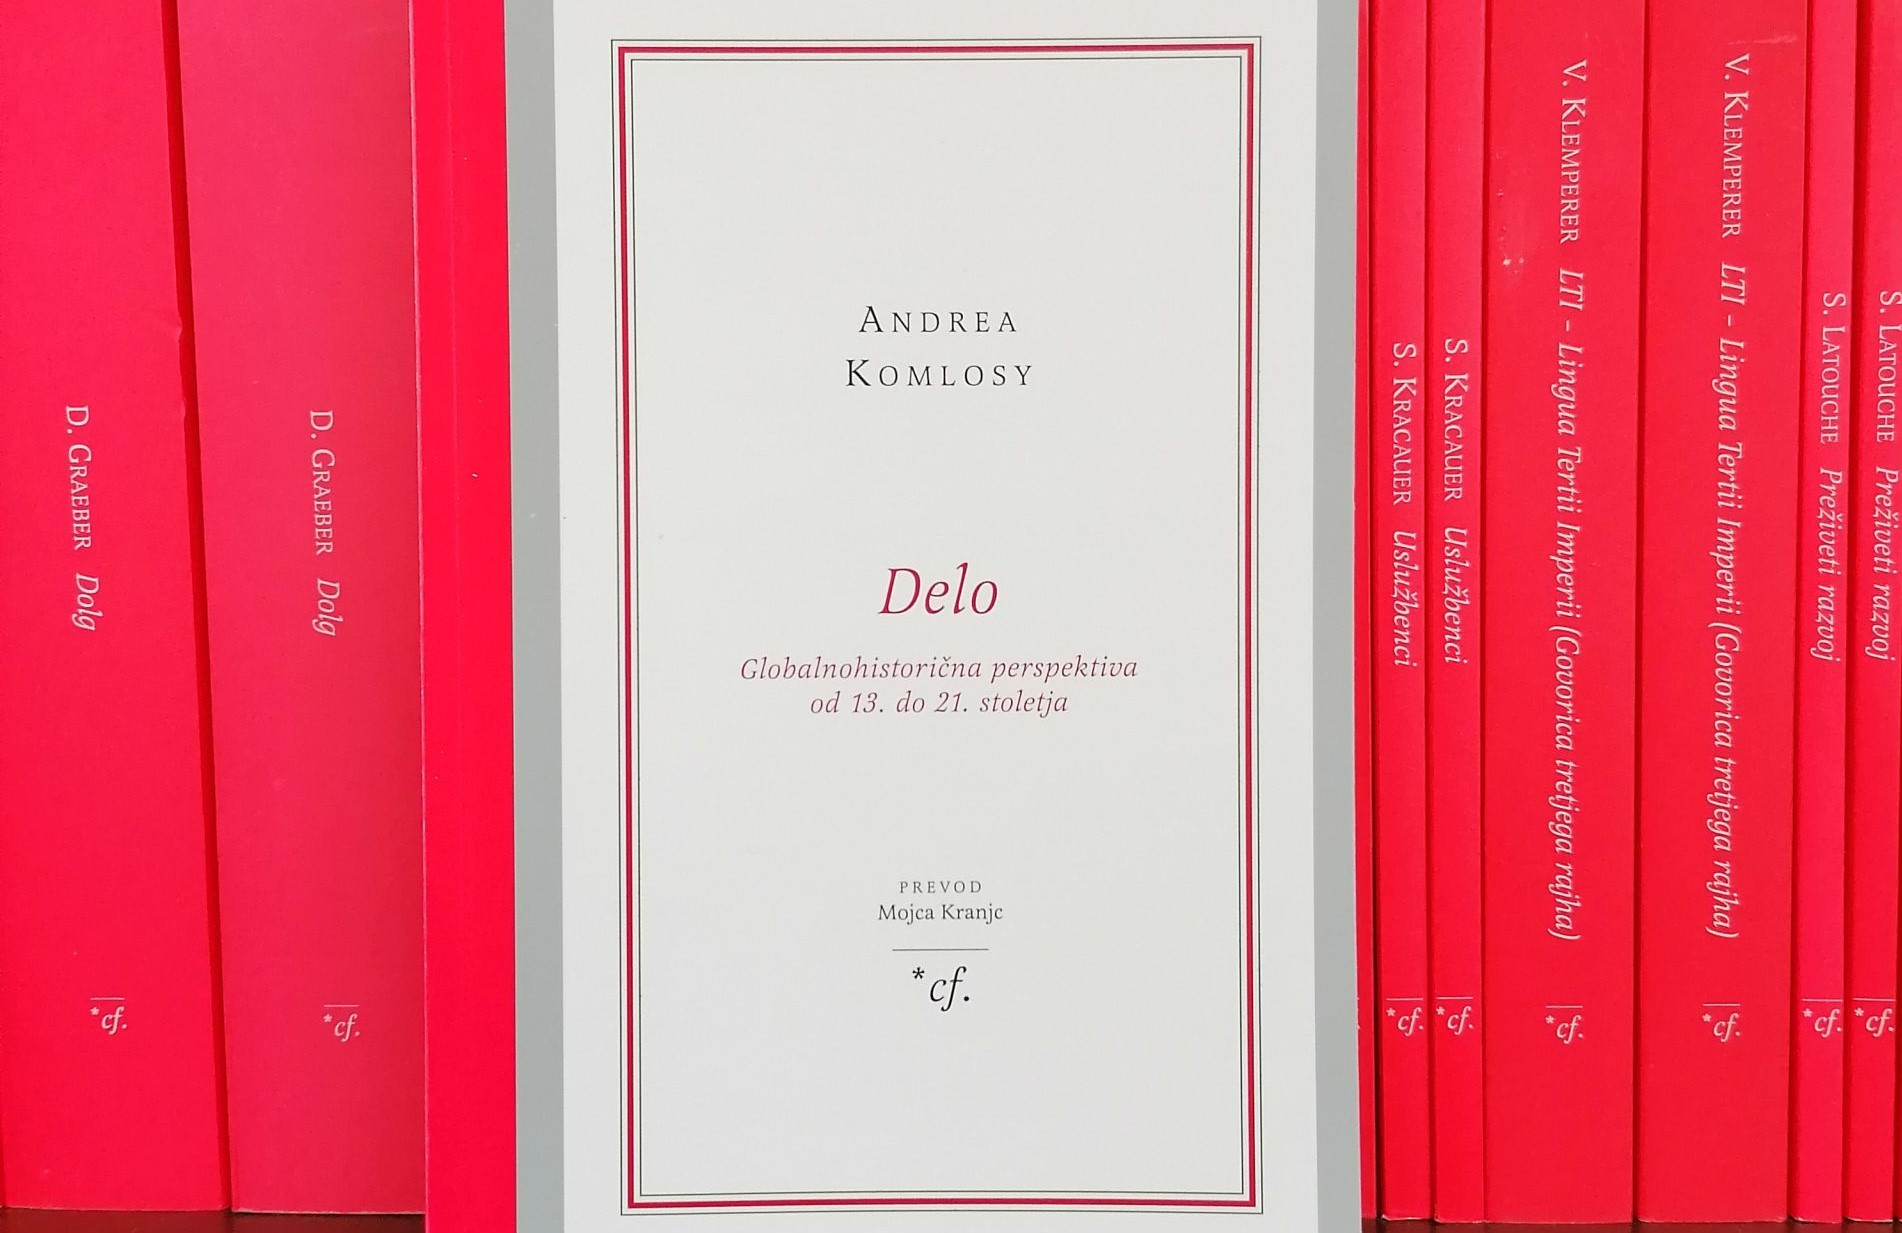 D. GRAEBER Dolg
*cf.
D. GRAEBER Dolg
*cf.
ANDREA
KOMLOSY
Delo
Globalnohistorična perspektiva
od 13. do 21. stoletja
PREVOD
Mojca Kranjc
*cf.
S. KRACAUER Uslužbenci
*cf.
S. KRACAUER Uslužbenci
*cf.
V. KLEMPERER LTI – Lingua Tertii Imperii (Govorica tretjega rajha)
*cf.
V. KLEMPERER LTI – Lingua Tertii Imperii (Govorica tretjega rajha)
*cf.
S. LATOUCHE Preživeti razvoj
*cf.
S. LATOUCHE Preživeti razvoj
*cf.